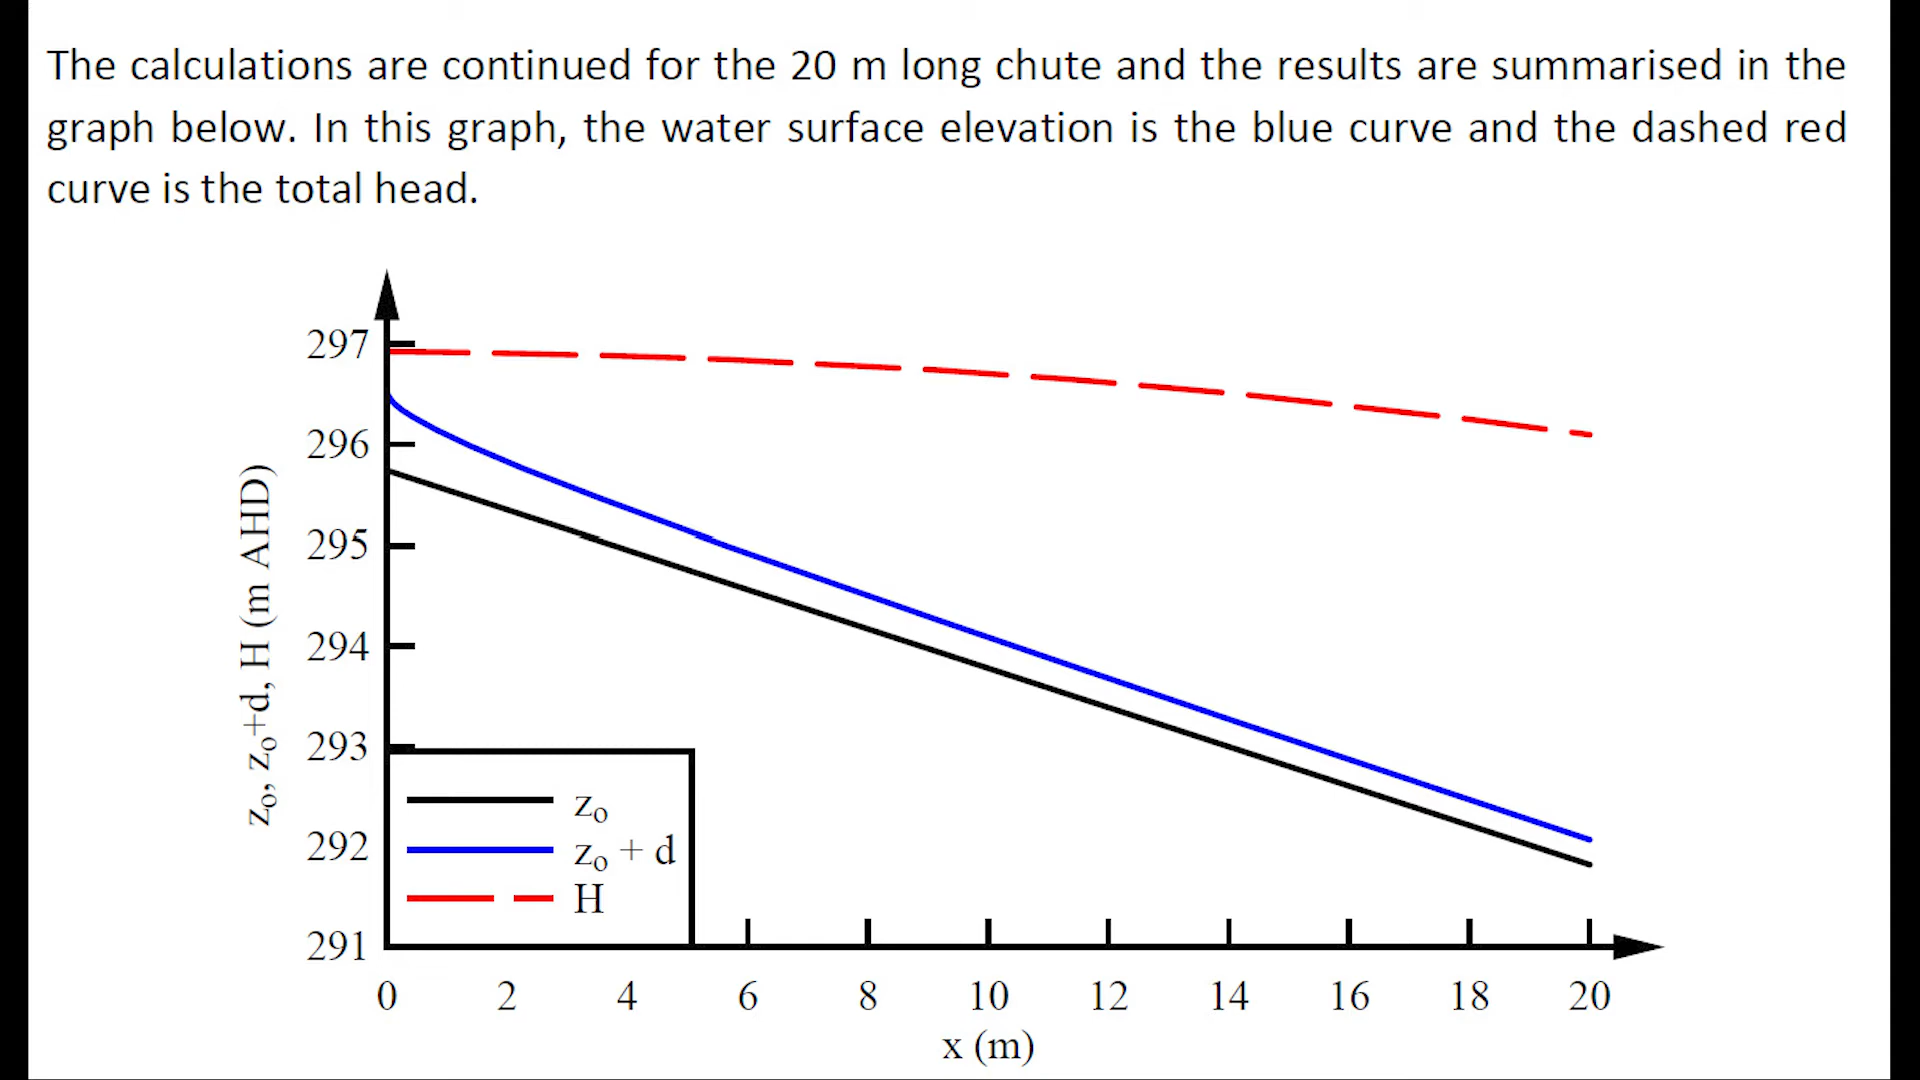 The calculations are continued for the 20 m long chute and the results are summarised in the
graph below. In this graph, the water surface elevation is the blue curve and the dashed red
curve is the total head.
297
296
295
294
293
292
291
z₀, z₀+d, H (m AHD)
z₀
z₀ + d
H
0 2 4 6 8 10 12 14 16 18 20
x (m)